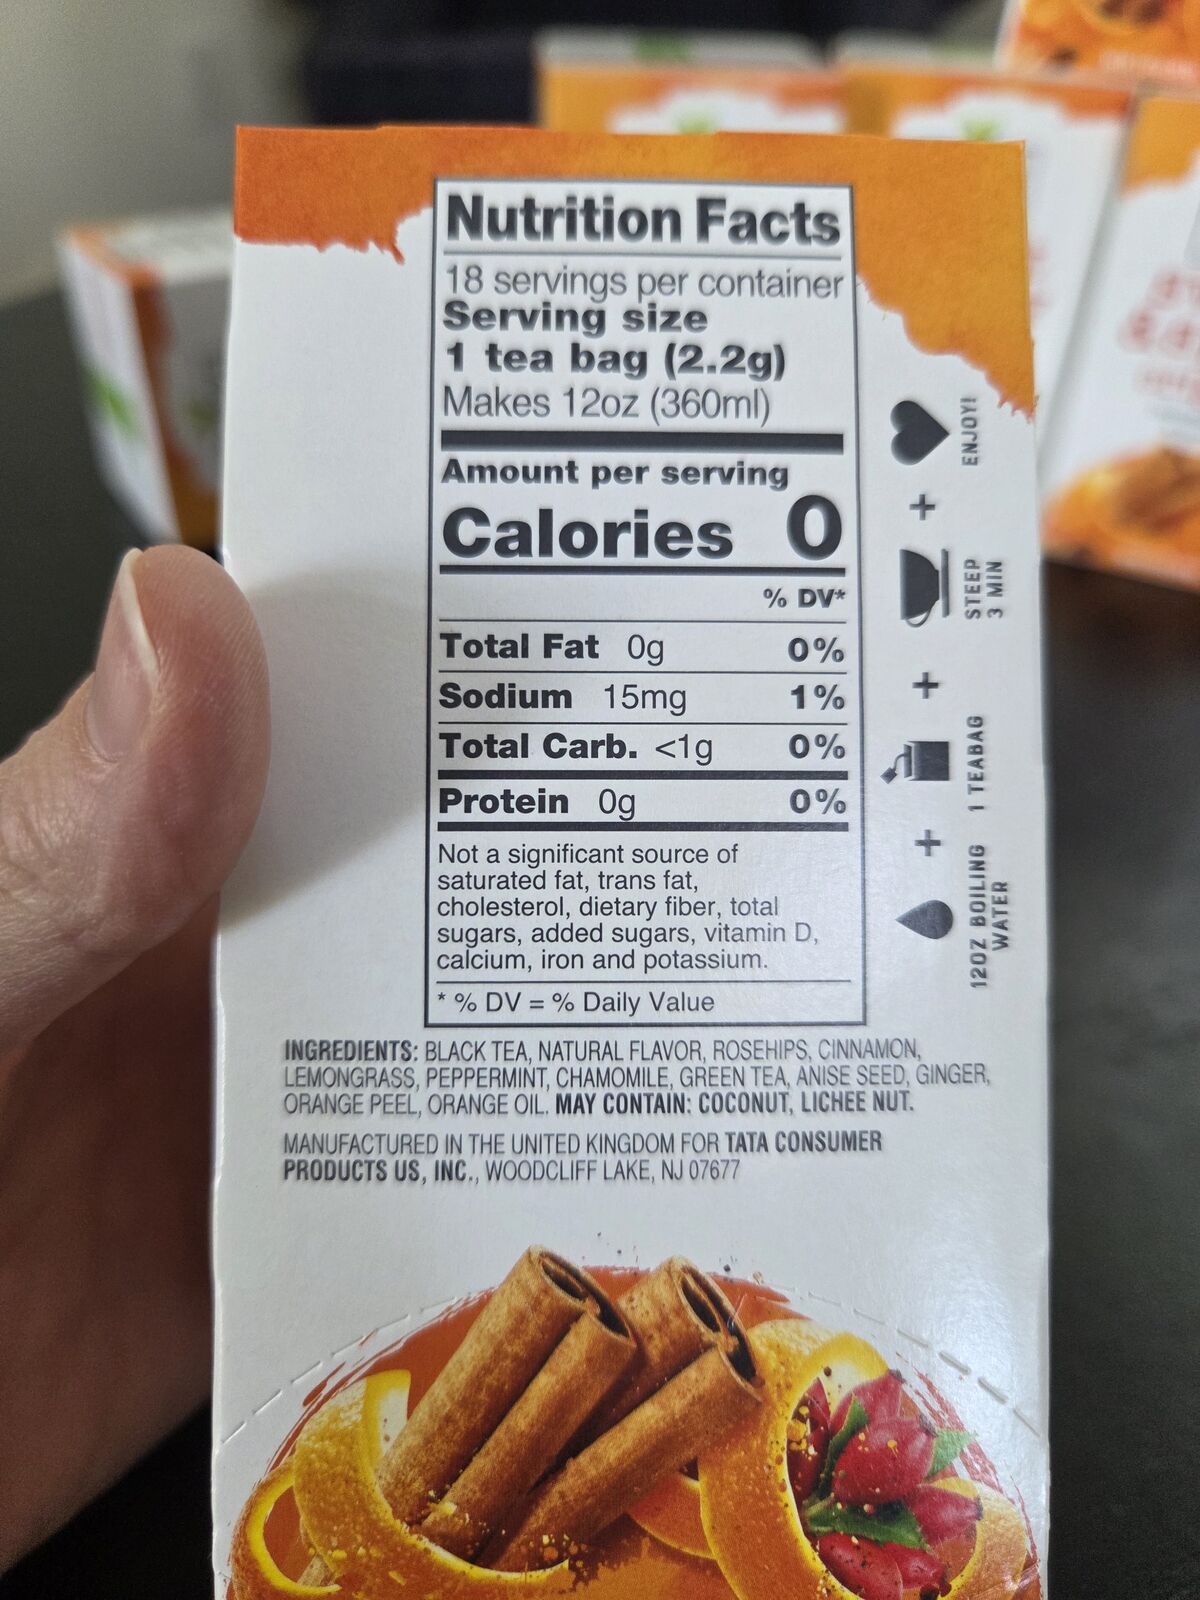 Nutrition Facts
18 servings per container
Serving size
1 tea bag (2.2g)
Makes 12oz (360ml)
Amount per serving
Calories 0
% DV*
Total Fat 0g 0%
Sodium 15mg 1%
Total Carb. <1g 0%
Protein 0g 0%
Not a significant source of
saturated fat, trans fat,
cholesterol, dietary fiber, total
sugars, added sugars, vitamin D,
calcium, iron and potassium.
* % DV = % Daily Value
INGREDIENTS: BLACK TEA, NATURAL FLAVOR, ROSEHIPS, CINNAMON,
LEMONGRASS, PEPPERMINT, CHAMOMILE, GREEN TEA, ANISE SEED, GINGER,
ORANGE PEEL, ORANGE OIL. MAY CONTAIN: COCONUT, LICHEE NUT.
MANUFACTURED IN THE UNITED KINGDOM FOR TATA CONSUMER
PRODUCTS US, INC., WOODCLIFF LAKE, NJ 07677
12OZ BOILING
WATER
+
1 TEABAG
+
STEEP
3 MIN
+
ENJOY!